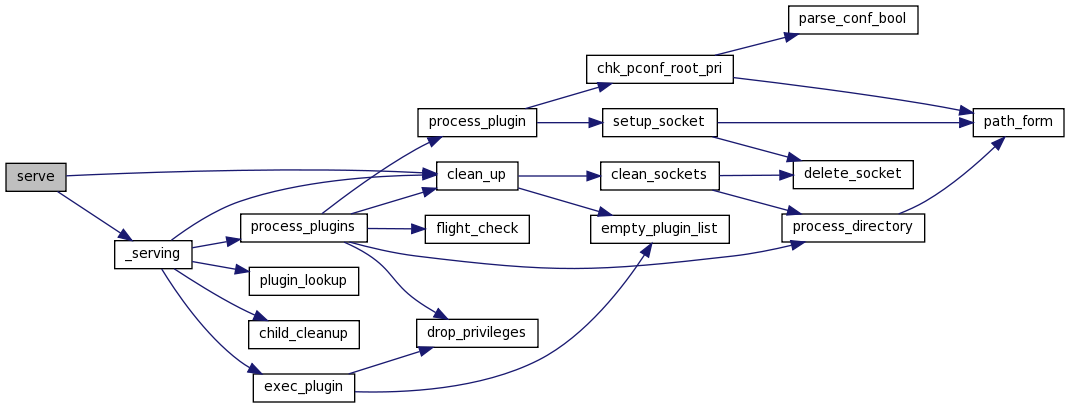 parse_conf_bool
chk_pconf_root_pri
process_plugin
setup_socket
path_form
serve
clean_up
clean_sockets
delete_socket
_serving
process_plugins
flight_check
empty_plugin_list
process_directory
plugin_lookup
child_cleanup
drop_privileges
exec_plugin